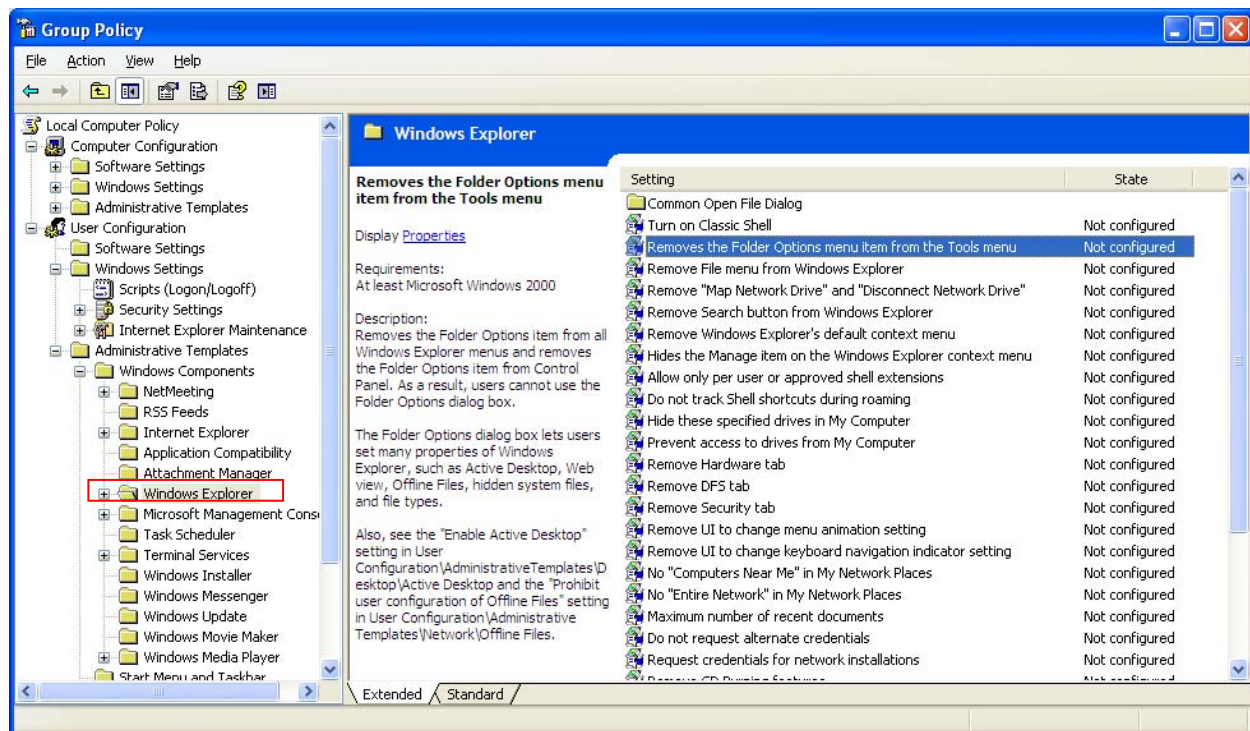 Group Policy
File Action View Help
Local Computer Policy
Computer Configuration
Software Settings
Windows Settings
Administrative Templates
User Configuration
Software Settings
Windows Settings
Scripts (Logon/Logoff)
Security Settings
Internet Explorer Maintenance
Administrative Templates
Windows Components
NetMeeting
RSS Feeds
Internet Explorer
Application Compatibility
Attachment Manager
Windows Explorer
Microsoft Management Cons
Task Scheduler
Terminal Services
Windows Installer
Windows Messenger
Windows Update
Windows Movie Maker
Windows Media Player
Start Menu and Taskbar
Windows Explorer
Removes the Folder Options menu
item from the Tools menu
Display Properties
Requirements:
At least Microsoft Windows 2000
Description:
Removes the Folder Options item from all
Windows Explorer menus and removes
the Folder Options item from Control
Panel. As a result, users cannot use the
Folder Options dialog box.
The Folder Options dialog box lets users
set many properties of Windows
Explorer, such as Active Desktop, Web
view, Offline Files, hidden system files,
and file types.
Also, see the "Enable Active Desktop"
setting in User
Configuration\AdministrativeTemplates\D
esktop\Active Desktop and the "Prohibit
user configuration of Offline Files" setting
in User Configuration\Administrative
Templates\Network\Offline Files.
Setting State
Common Open File Dialog
Turn on Classic Shell Not configured
Removes the Folder Options menu item from the Tools menu Not configured
Remove File menu from Windows Explorer Not configured
Remove "Map Network Drive" and "Disconnect Network Drive" Not configured
Remove Search button from Windows Explorer Not configured
Remove Windows Explorer's default context menu Not configured
Hides the Manage item on the Windows Explorer context menu Not configured
Allow only per user or approved shell extensions Not configured
Do not track Shell shortcuts during roaming Not configured
Hide these specified drives in My Computer Not configured
Prevent access to drives from My Computer Not configured
Remove Hardware tab Not configured
Remove DFS tab Not configured
Remove Security tab Not configured
Remove UI to change menu animation setting Not configured
Remove UI to change keyboard navigation indicator setting Not configured
No "Computers Near Me" in My Network Places Not configured
No "Entire Network" in My Network Places Not configured
Maximum number of recent documents Not configured
Do not request alternate credentials Not configured
Request credentials for network installations Not configured
Remove CD Burning features Not configured
Extended Standard